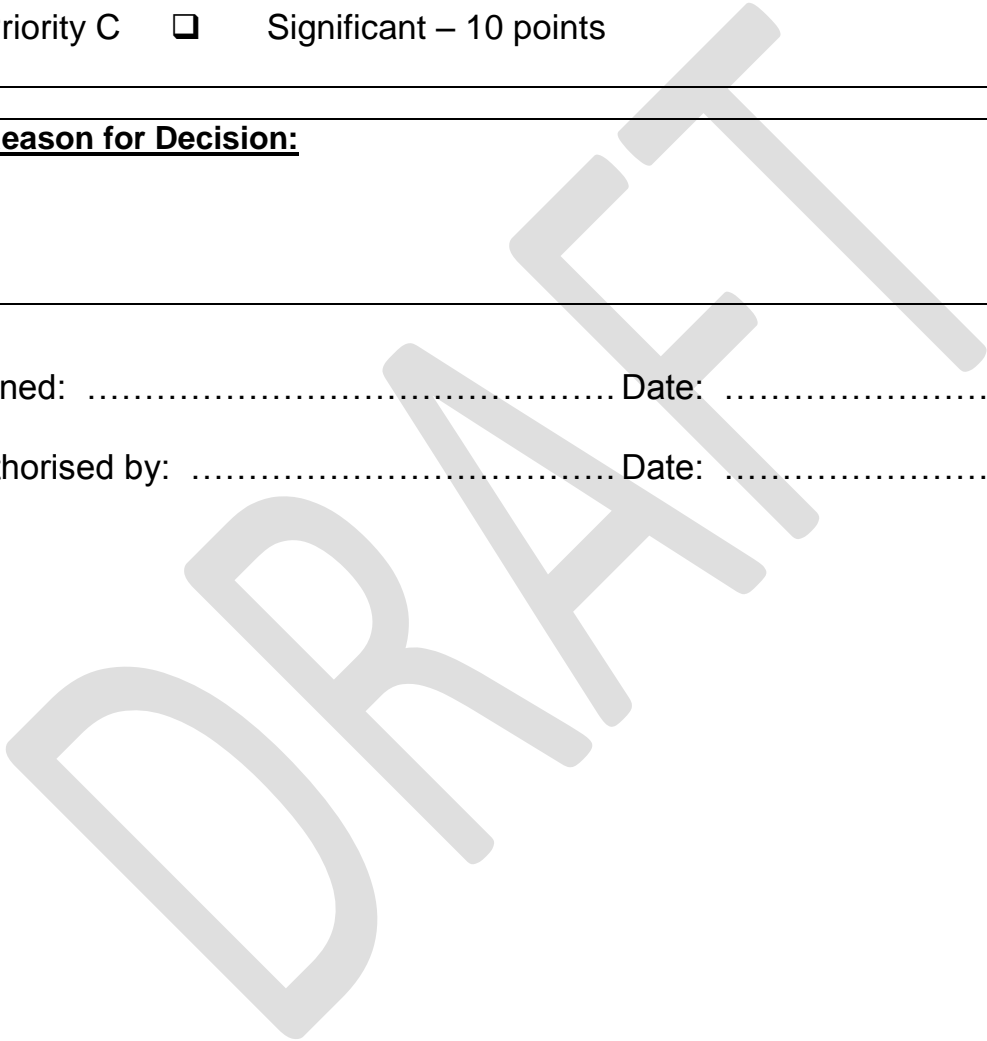 riority C ❑ Significant – 10 points
eason for Decision:
ned: ………………………………………. Date: …………………..
horised by: ………………………………. Date: …………………..
DRAFT